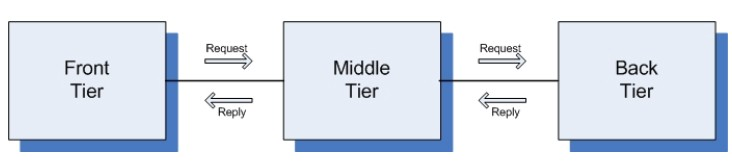 Front
Tier
Request
Reply
Middle
Tier
Request
Reply
Back
Tier